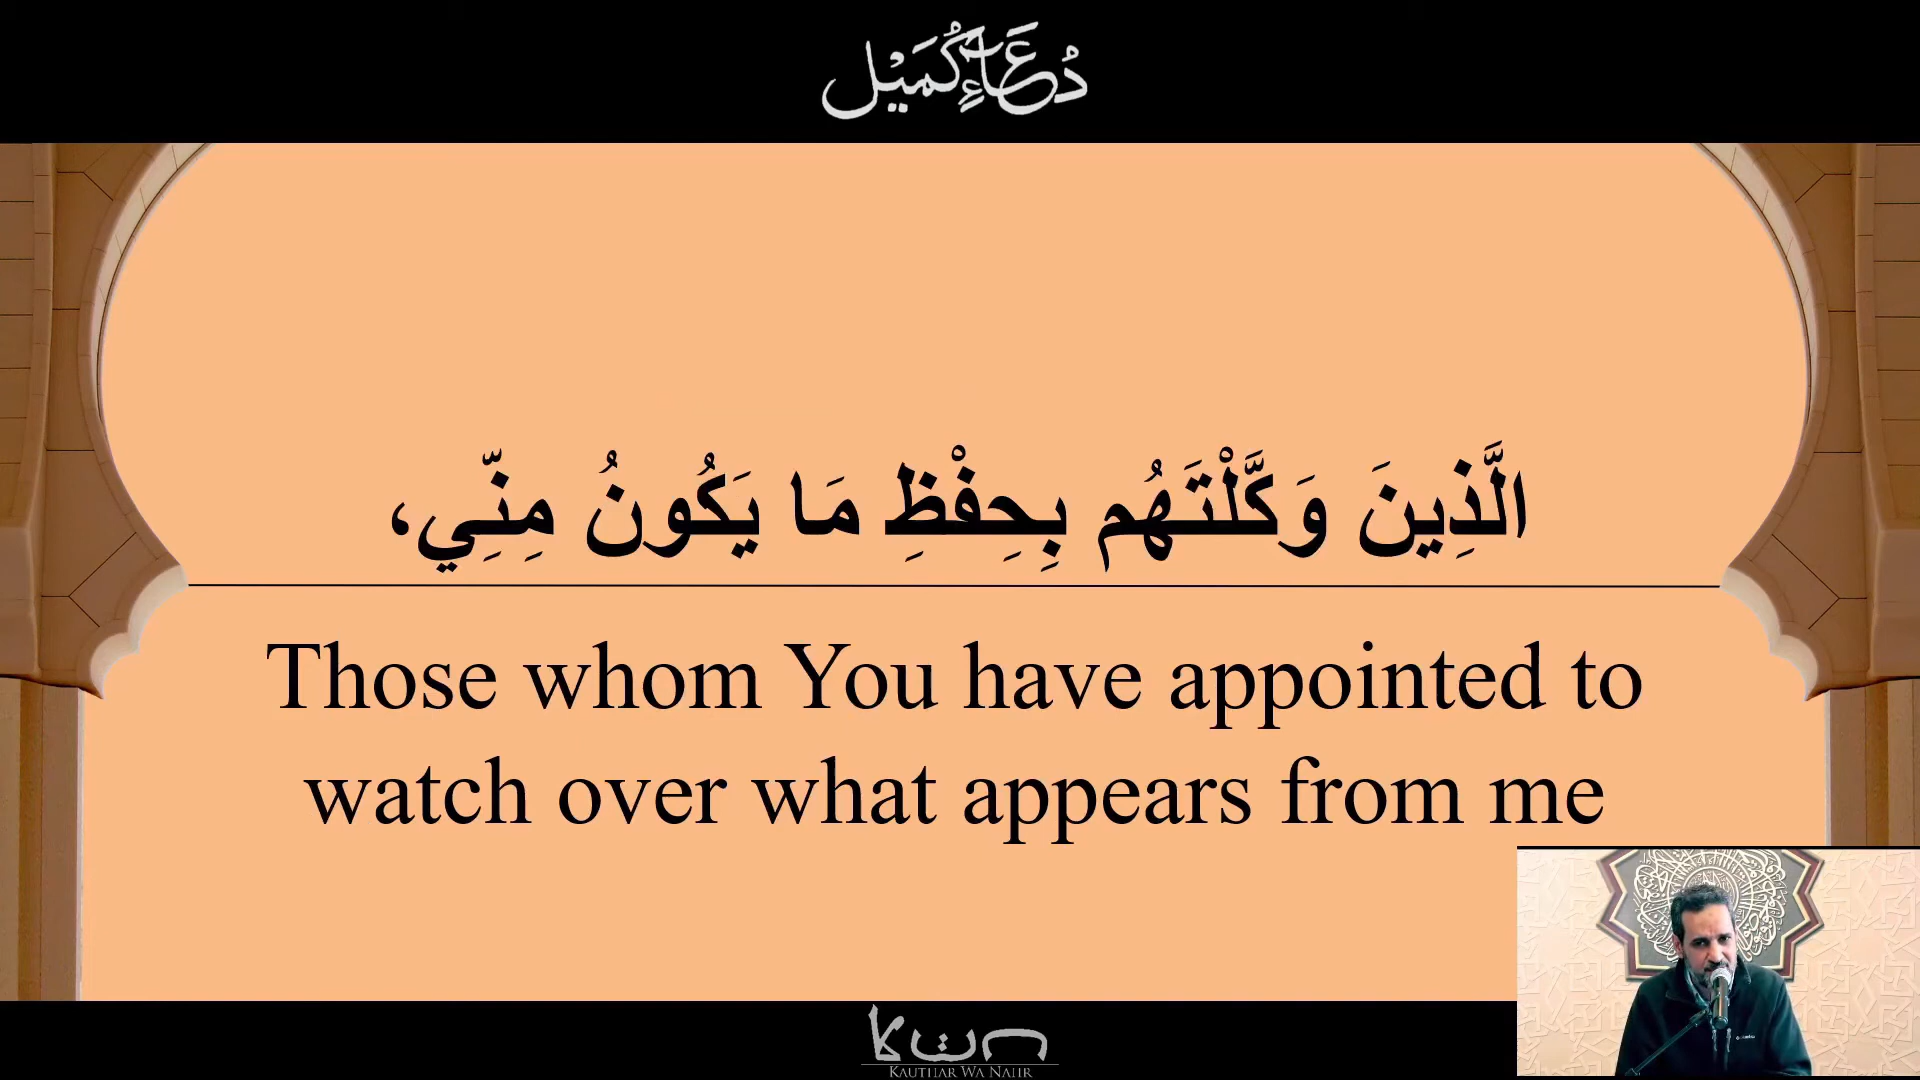 دُعَاءُ كُمَيْل
الَّذِينَ وَكَّلْتَهُم بِحِفْظِ مَا يَكُونُ مِنِّي،
Those whom You have appointed to
watch over what appears from me
kwn
KAUTHAR WA NAHR